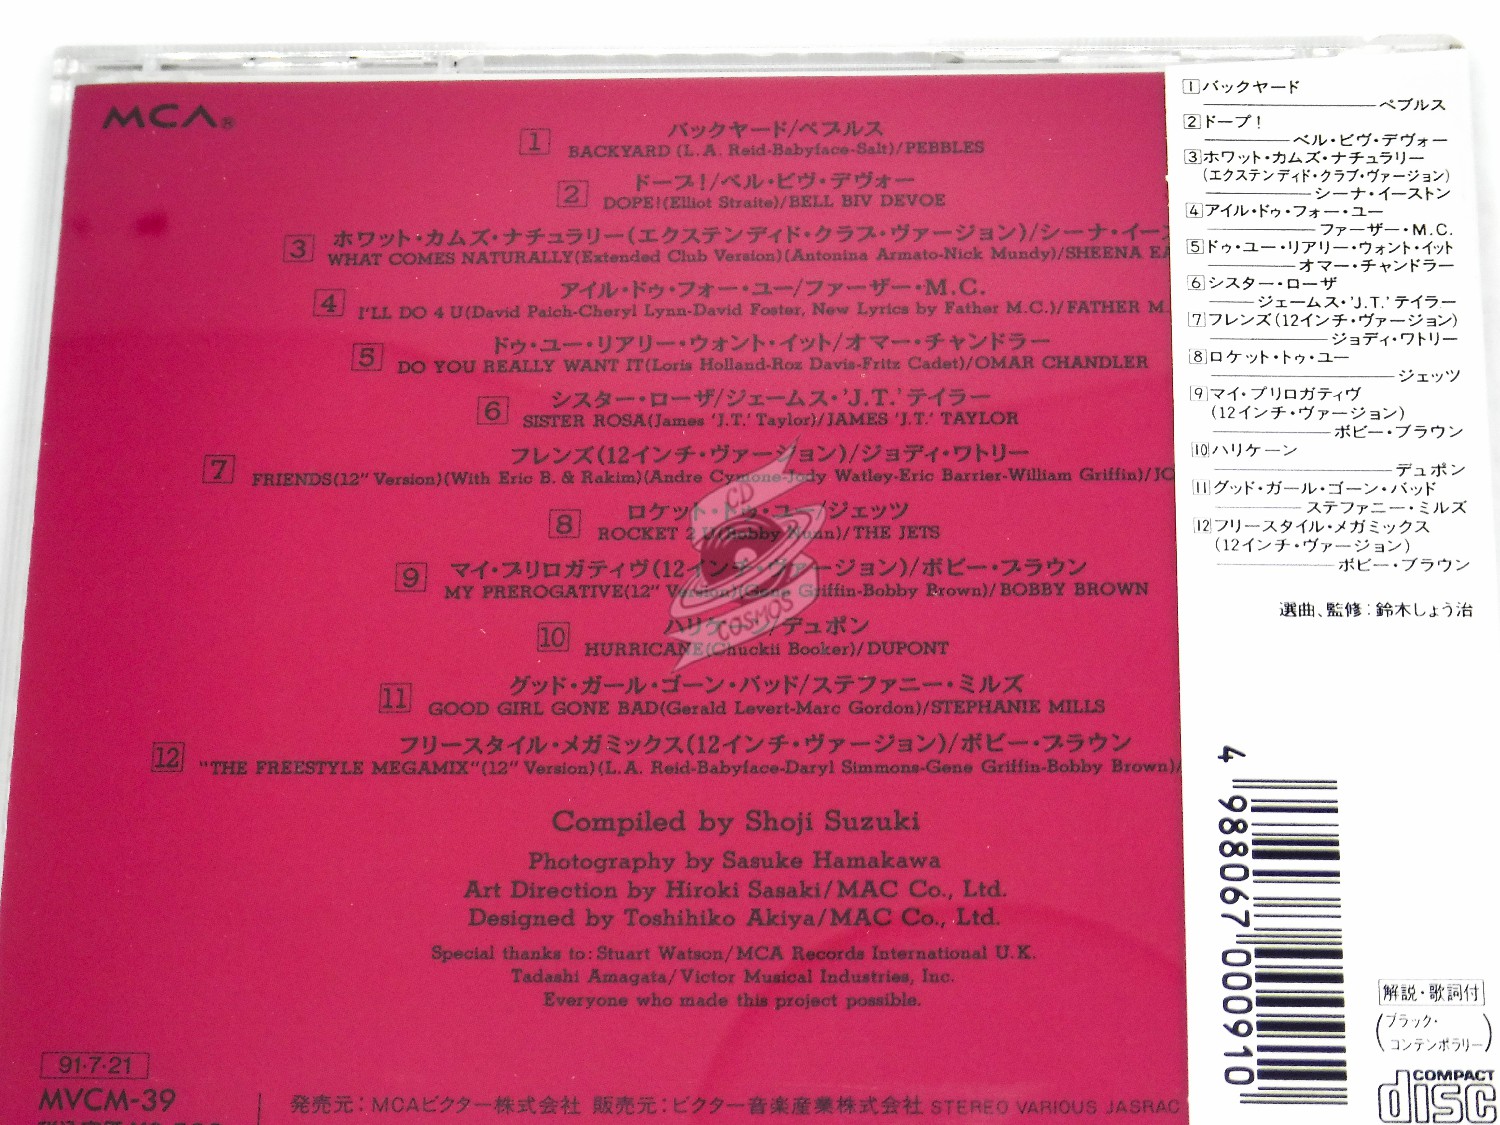 MCA®
1 バックヤード/ペブルス
BACKYARD (L.A. Reid-Babyface-Salt)/PEBBLES
2 ドープ!/ベル・ビヴ・デヴォー
DOPE!(Elliot Straite)/BELL BIV DEVOE
3 ホワット・カムズ・ナチュラリー(エクステンディド・クラブ・ヴァージョン)/シーナ・イース
WHAT COMES NATURALLY(Extended Club Version)(Antonina Armato-Nick Mundy)/SHEENA EA
4 アイル・ドゥ・フォー・ユー/ファーザー・M.C.
I'LL DO 4 U(David Paich-Cheryl Lynn-David Foster, New Lyrics by Father M.C.)/FATHER M.
5 ドゥ・ユー・リアリー・ウォント・イット/オマー・チャンドラー
DO YOU REALLY WANT IT(Loris Holland-Roz Davis-Fritz Cadet)/OMAR CHANDLER
6 シスター・ローザ/ジェームス・'J.T.'テイラー
SISTER ROSA(James 'J.T.' Taylor)/JAMES 'J.T.' TAYLOR
7 フレンズ(12インチ・ヴァージョン)/ジョディ・ワトリー
FRIENDS(12" Version)(With Eric B. & Rakim)(Andre Cymone-Jody Watley-Eric Barrier-William Griffin)/JO
8 ロケット・トゥ・ユー/ジェッツ
ROCKET 2 U(Bobby Nunn)/THE JETS
9 マイ・プリロガティヴ(12インチ・ヴァージョン)/ボビー・ブラウン
MY PREROGATIVE(12" Version)(Gene Griffin-Bobby Brown)/BOBBY BROWN
10 ハリケーン/デュポン
HURRICANE(Chuckii Booker)/DUPONT
11 グッド・ガール・ゴーン・バッド/ステファニー・ミルズ
GOOD GIRL GONE BAD(Gerald Levert-Marc Gordon)/STEPHANIE MILLS
12 フリースタイル・メガミックス(12インチ・ヴァージョン)/ボビー・ブラウン
"THE FREESTYLE MEGAMIX"(12" Version)(L.A. Reid-Babyface-Daryl Simmons-Gene Griffin-Bobby Brown)/
CD
COSMOS
Compiled by Shoji Suzuki
Photography by Sasuke Hamakawa
Art Direction by Hiroki Sasaki/MAC Co., Ltd.
Designed by Toshihiko Akiya/MAC Co., Ltd.
Special thanks to: Stuart Watson/MCA Records International U.K.
Tadashi Amagata/Victor Musical Industries, Inc.
Everyone who made this project possible.
91・7・21
MVCM-39
発売元:MCAビクター株式会社 販売元:ビクター音楽産業株式会社 STEREO VARIOUS JASRAC
1 バックヤード
ペブルス
2 ドープ!
ベル・ビヴ・デヴォー
3 ホワット・カムズ・ナチュラリー
(エクステンディド・クラブ・ヴァージョン)
シーナ・イーストン
4 アイル・ドゥ・フォー・ユー
ファーザー・M.C.
5 ドゥ・ユー・リアリー・ウォント・イット
オマー・チャンドラー
6 シスター・ローザ
ジェームス・'J.T.'テイラー
7 フレンズ(12インチ・ヴァージョン)
ジョディ・ワトリー
8 ロケット・トゥ・ユー
ジェッツ
9 マイ・プリロガティヴ
(12インチ・ヴァージョン)
ボビー・ブラウン
10 ハリケーン
デュポン
11 グッド・ガール・ゴーン・バッド
ステファニー・ミルズ
12 フリースタイル・メガミックス
(12インチ・ヴァージョン)
ボビー・ブラウン
選曲、監修:鈴木しょう治
4 988067 000910
解説・歌詞付
(ブラック・
コンテンポラリー)
COMPACT
disc